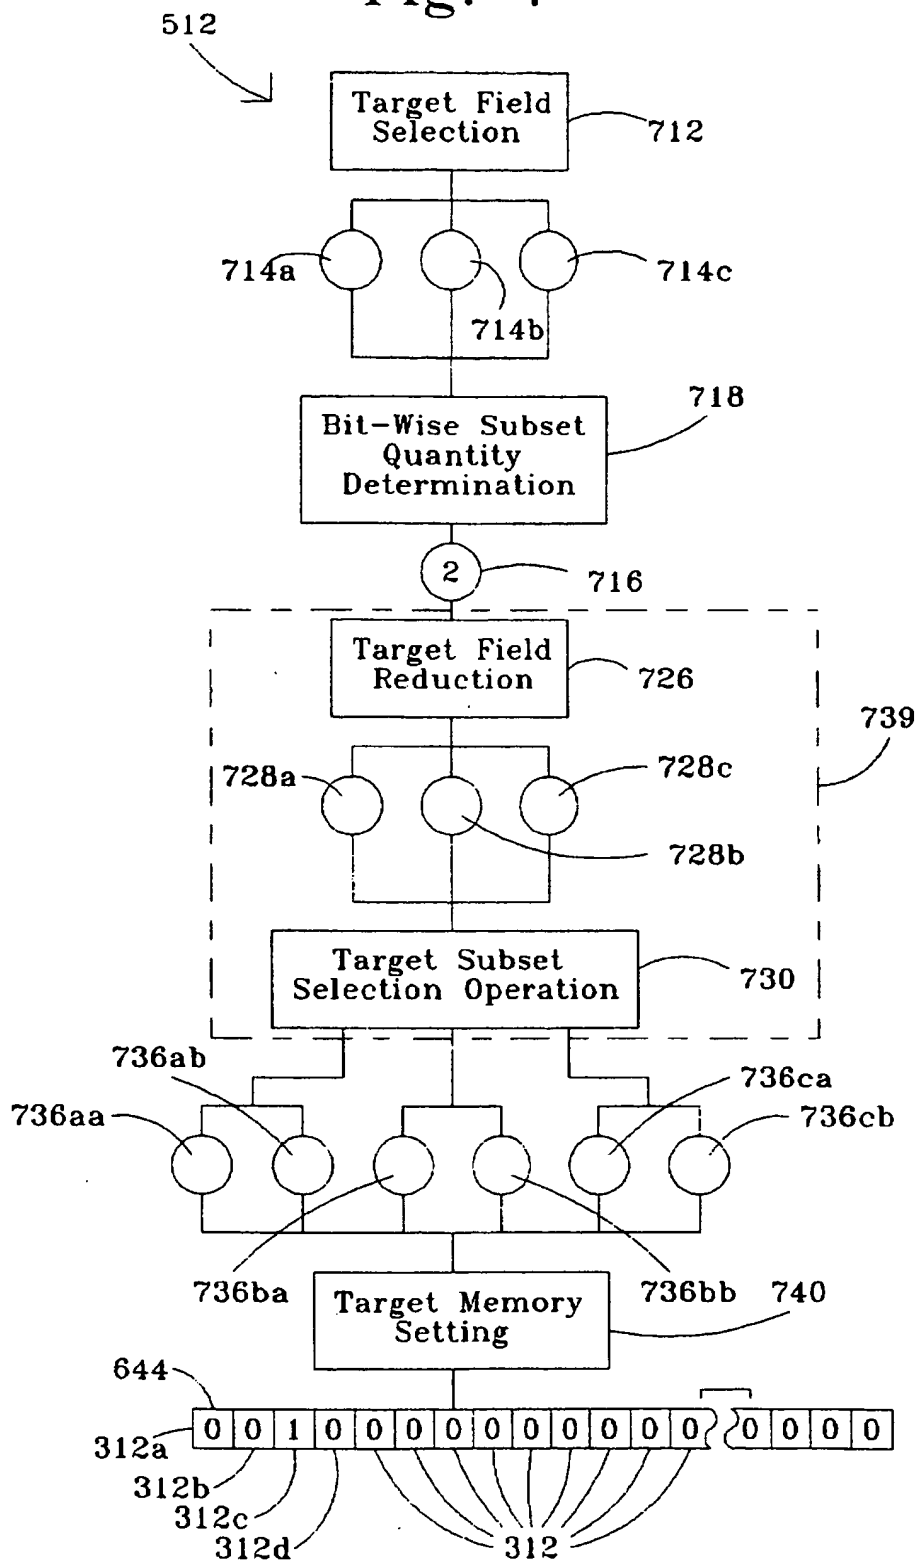 Fig.
512
Target Field
Selection
712
714a
714b
714c
718
Bit-Wise Subset
Quantity
Determination
2
716
Target Field
Reduction
726
739
728a
728c
728b
Target Subset
Selection Operation
730
736ab
736ca
736aa
736cb
736ba
736bb
740
Target Memory
Setting
644
312a
0 0 1 0 0 0 0 0 0 0 0 0 0 0 0 0 0
312b
312c
312d
312